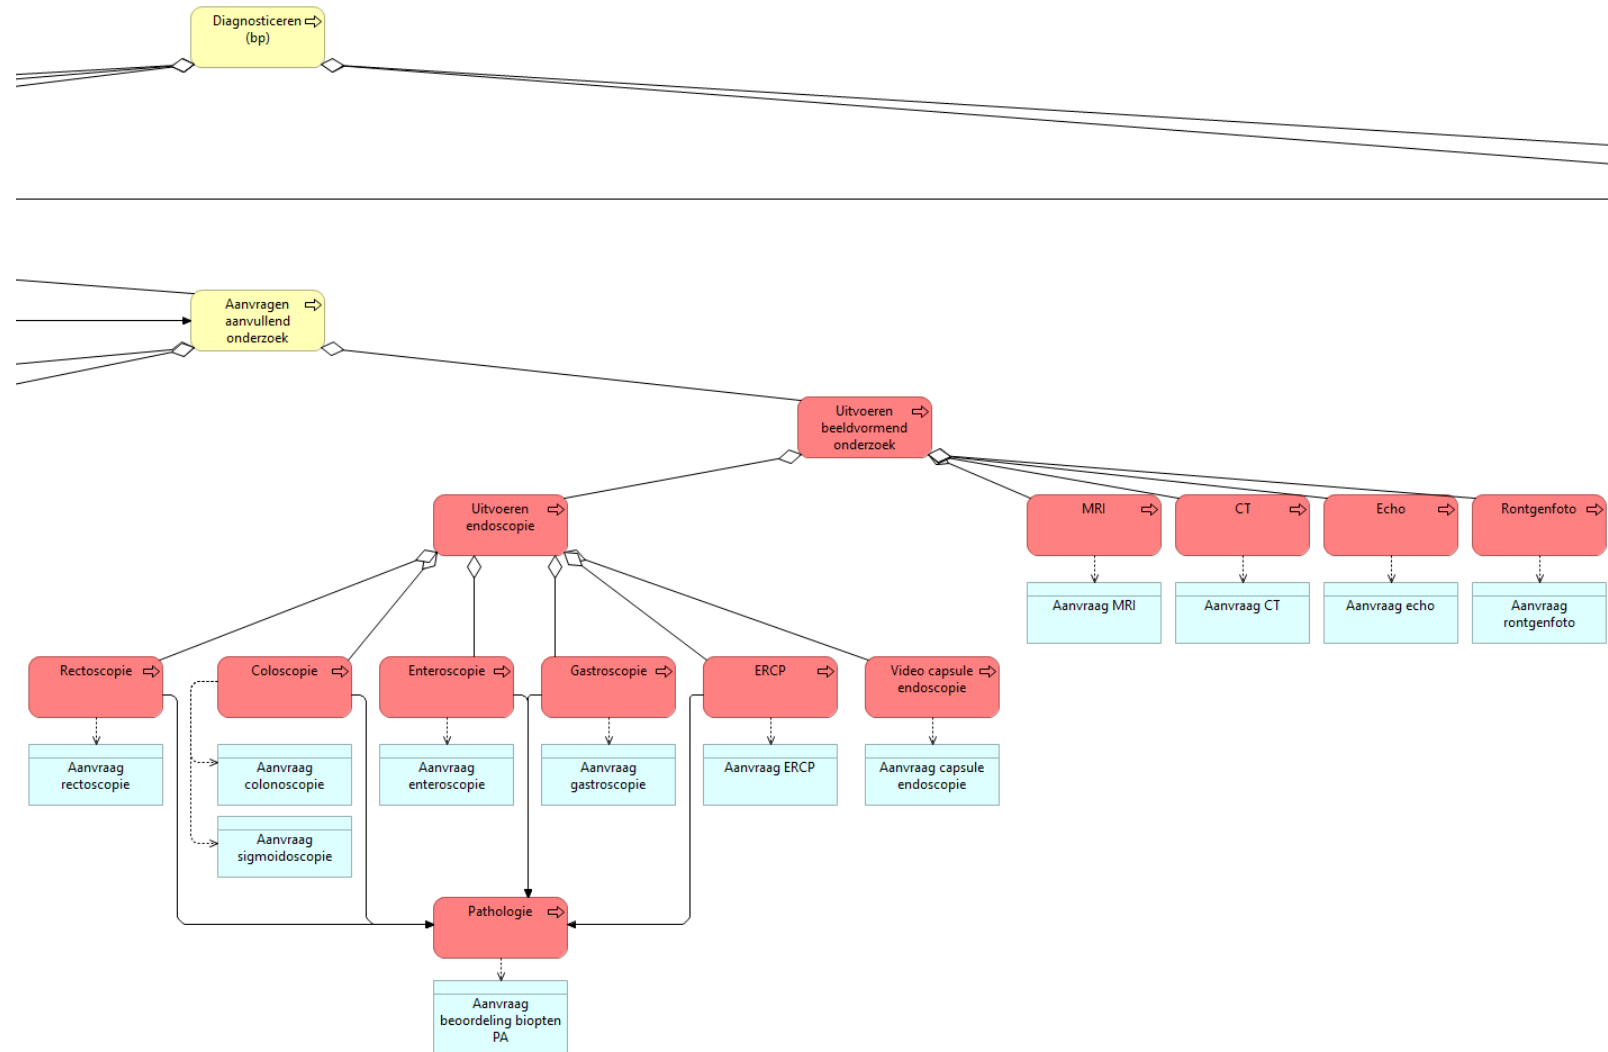 Diagnosticeren
(bp)
Aanvragen
aanvullend
onderzoek
Uitvoeren
beeldvormend
onderzoek
Uitvoeren
endoscopie
MRI
CT
Echo
Rontgenfoto
Aanvraag MRI
Aanvraag CT
Aanvraag echo
Aanvraag
rontgenfoto
Rectoscopie
Coloscopie
Enteroscopie
Gastroscopie
ERCP
Video capsule
endoscopie
Aanvraag
rectoscopie
Aanvraag
colonoscopie
Aanvraag
enteroscopie
Aanvraag
gastroscopie
Aanvraag ERCP
Aanvraag capsule
endoscopie
Aanvraag
sigmoidoscopie
Pathologie
Aanvraag
beoordeling biopten
PA